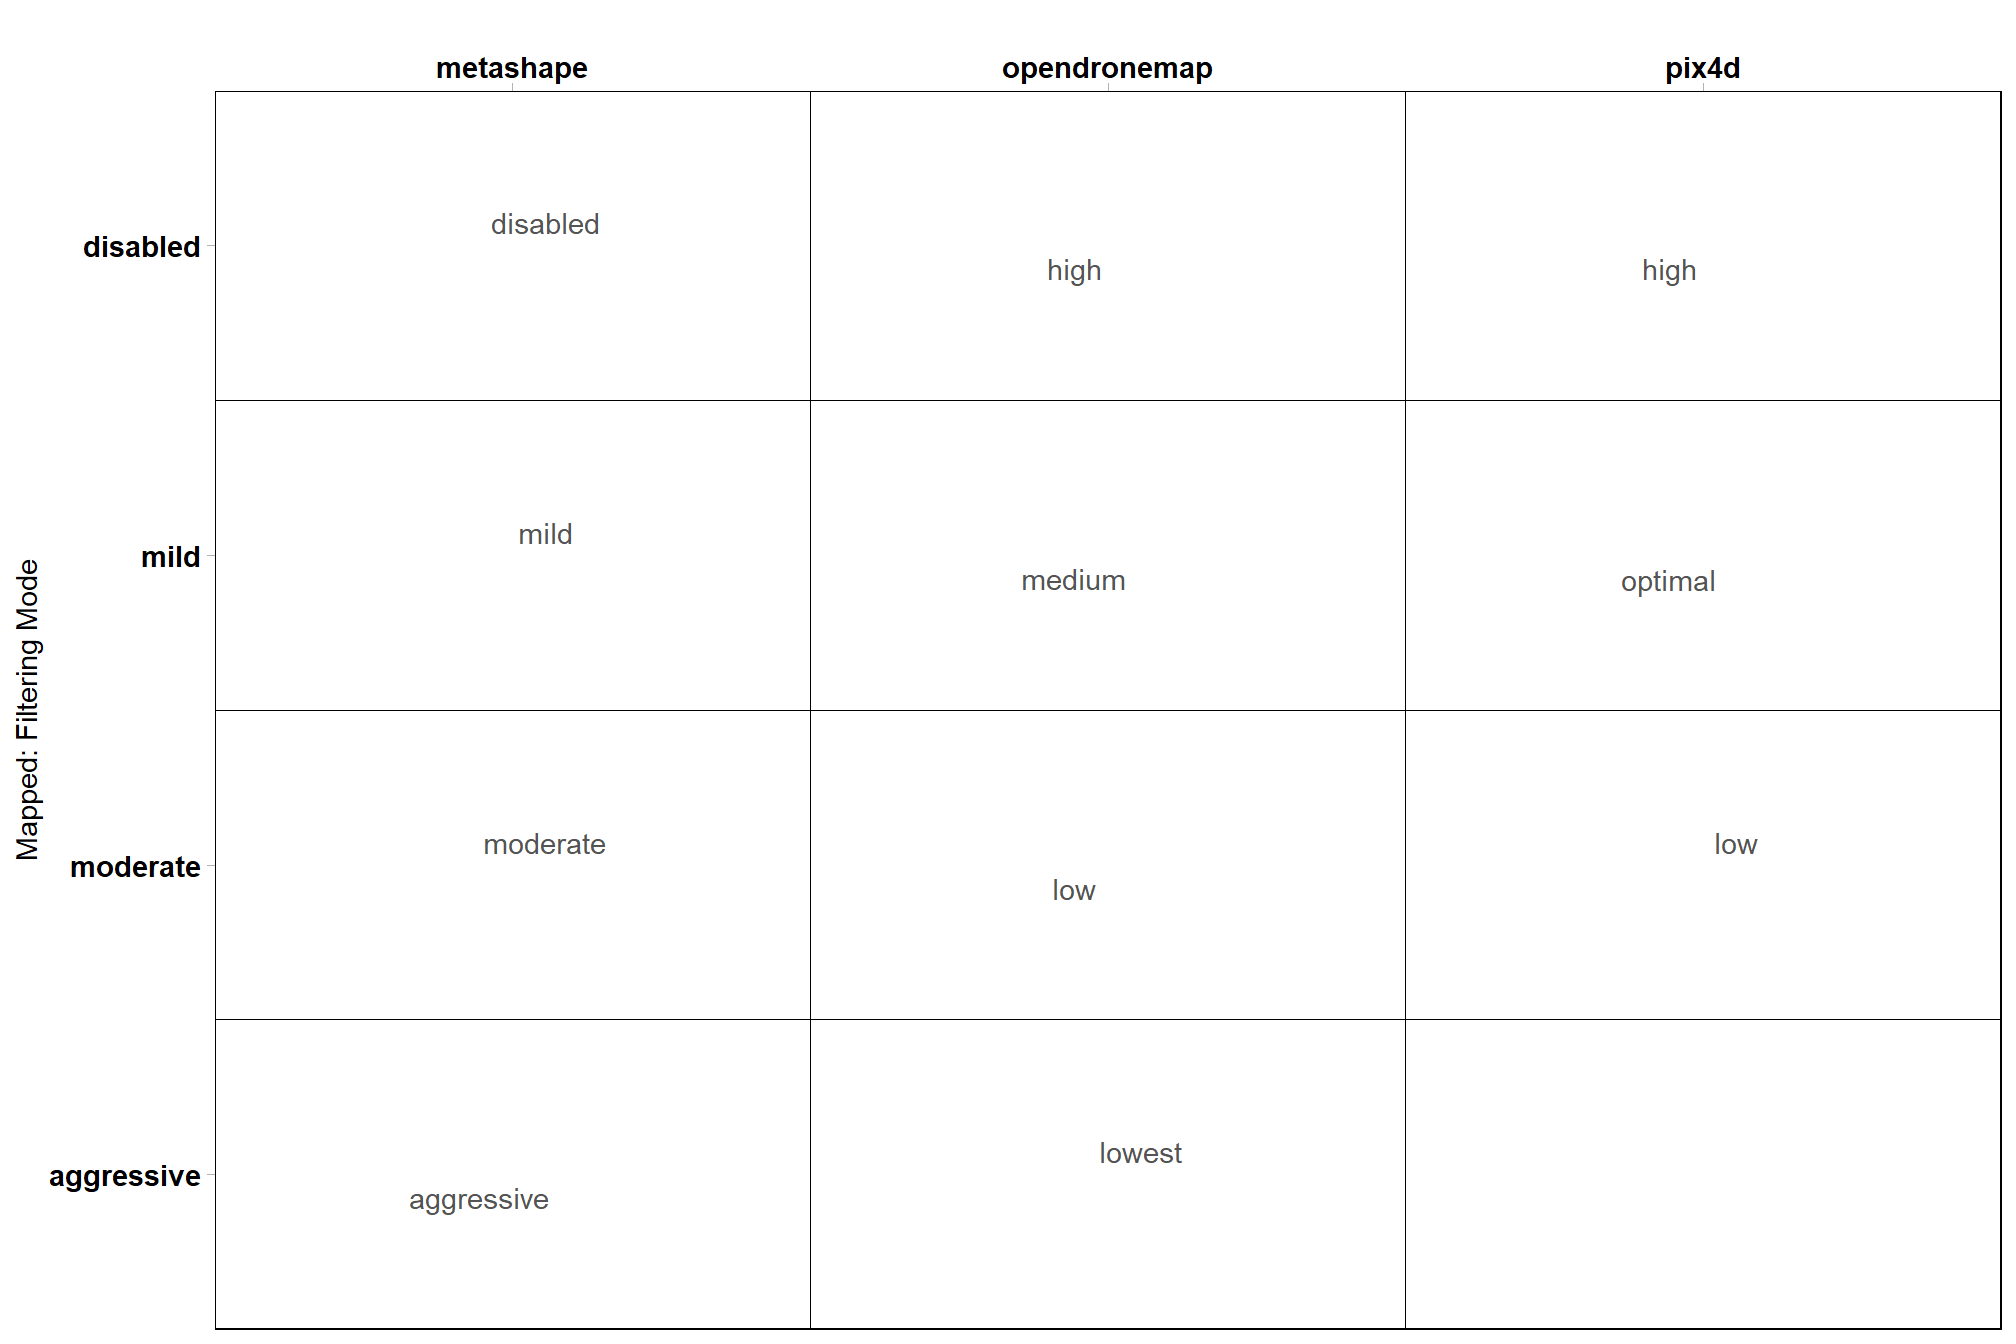 metashape opendronemap pix4d
disabled disabled high high
mild mild medium optimal
Mapped: Filtering Mode
moderate moderate low low
aggressive aggressive lowest